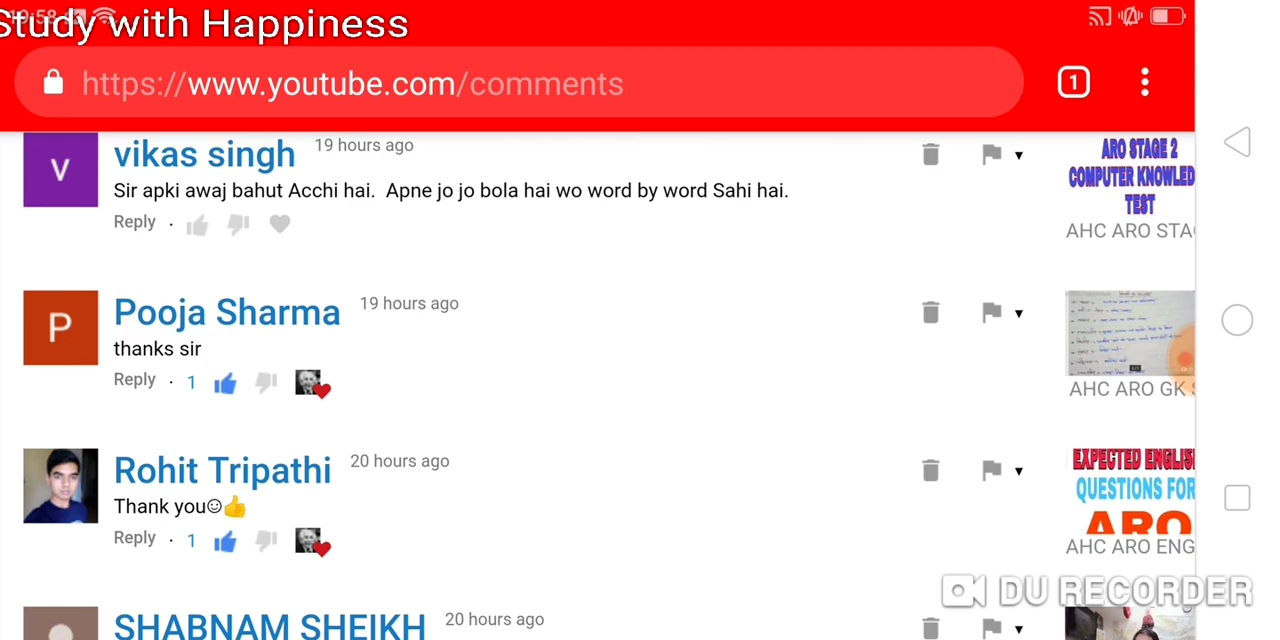 Study with Happiness
https://www.youtube.com/comments
1
V
vikas singh 19 hours ago
Sir apki awaj bahut Acchi hai. Apne jo jo bola hai wo word by word Sahi hai.
Reply
ARO STAGE 2
COMPUTER KNOWLED
TEST
AHC ARO STA
P
Pooja Sharma 19 hours ago
thanks sir
Reply · 1
AHC ARO GK S
Rohit Tripathi 20 hours ago
Thank you☺👍
Reply · 1
EXPECTED ENGLIS
QUESTIONS FOR
ARO
AHC ARO ENG
DU RECORDER
SHABNAM SHEIKH 20 hours ago